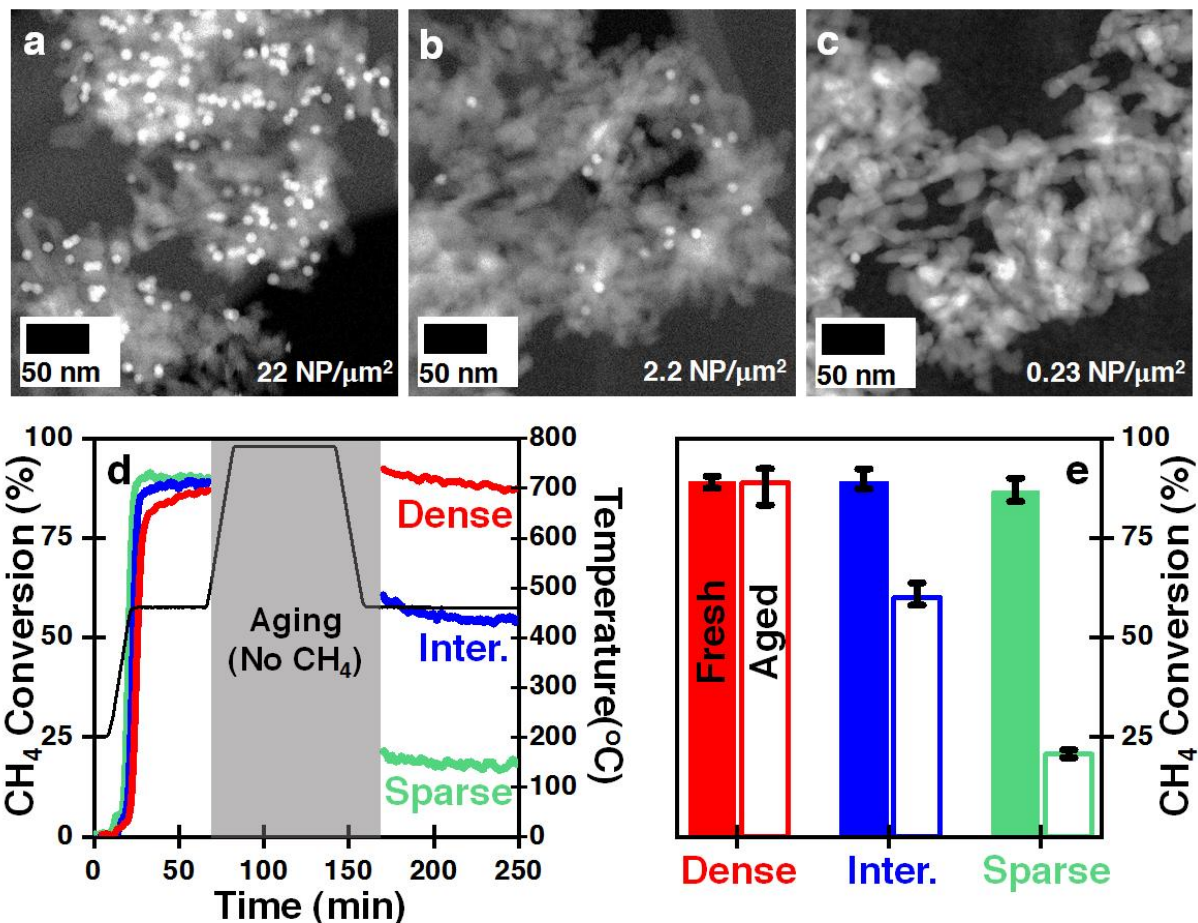 a
50 nm
22 NP/μm²
b
50 nm
2.2 NP/μm²
c
50 nm
0.23 NP/μm²
d
CH₄ Conversion (%)
100
75
50
25
0
800
700
600
500
400
300
200
100
0
Temperature(°C)
Aging
(No CH₄)
Dense
Inter.
Sparse
0
50
100
150
200
250
Time (min)
e
Fresh
Aged
100
75
50
25
CH₄ Conversion (%)
Dense
Inter.
Sparse